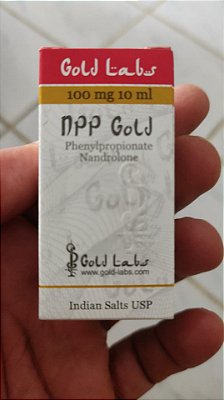 Gold Labs
100 mg 10 ml
NPP Gold
Phenylpropionate
Nandrolone
Gold Labs
www.gold-labs.com
Indian Salts USP